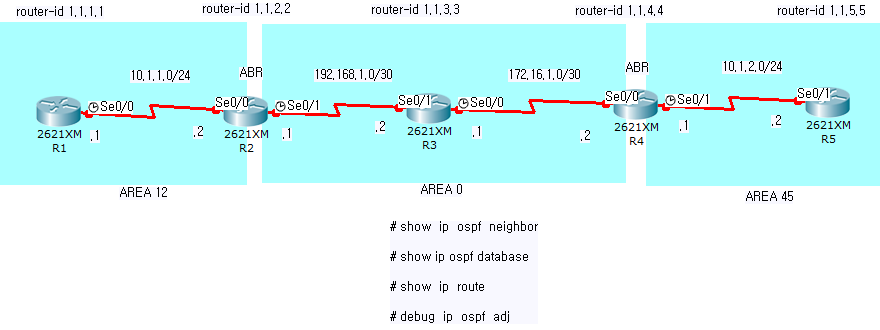 router-id 1,1,1,1
router-id 1,1,2,2
router-id 1,1,3,3
router-id 1,1,4,4
router-id 1,1,5,5
10,1,1,0/24
ABR
192,168,1,0/30
172,16,1,0/30
ABR
10,1,2,0/24
Se0/0
Se0/0
Se0/1
Se0/1
Se0/0
Se0/0
Se0/1
Se0/1
2621XM
R1
.1
.2
2621XM
R2
.1
.2
2621XM
R3
.1
.2
2621XM
R4
.1
.2
2621XM
R5
AREA 12
AREA 0
AREA 45
# show ip ospf neighbor
# show ip ospf database
# show ip route
# debug ip ospf adj